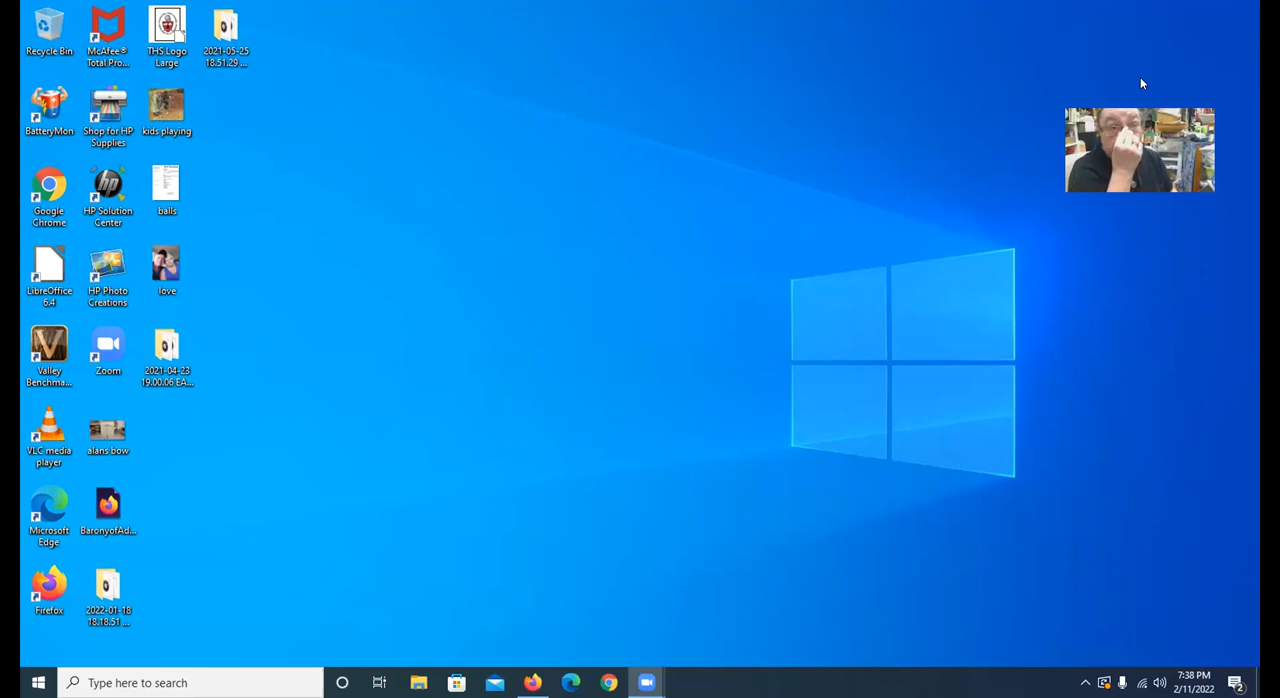 Recycle Bin
McAfee®
Total Pro...
THS Logo
Large
2021-05-25
18.51.29 ...
BatteryMon
Shop for HP
Supplies
kids playing
Google
Chrome
HP Solution
Center
balls
LibreOffice
6.4
HP Photo
Creations
love
Valley
Benchma...
Zoom
2021-04-23
19.00.06 EA...
VLC media
player
alans bow
Microsoft
Edge
BaronyofAd...
Firefox
2022-01-18
18.18.51 ...
Type here to search
7:38 PM
2/11/2022
2